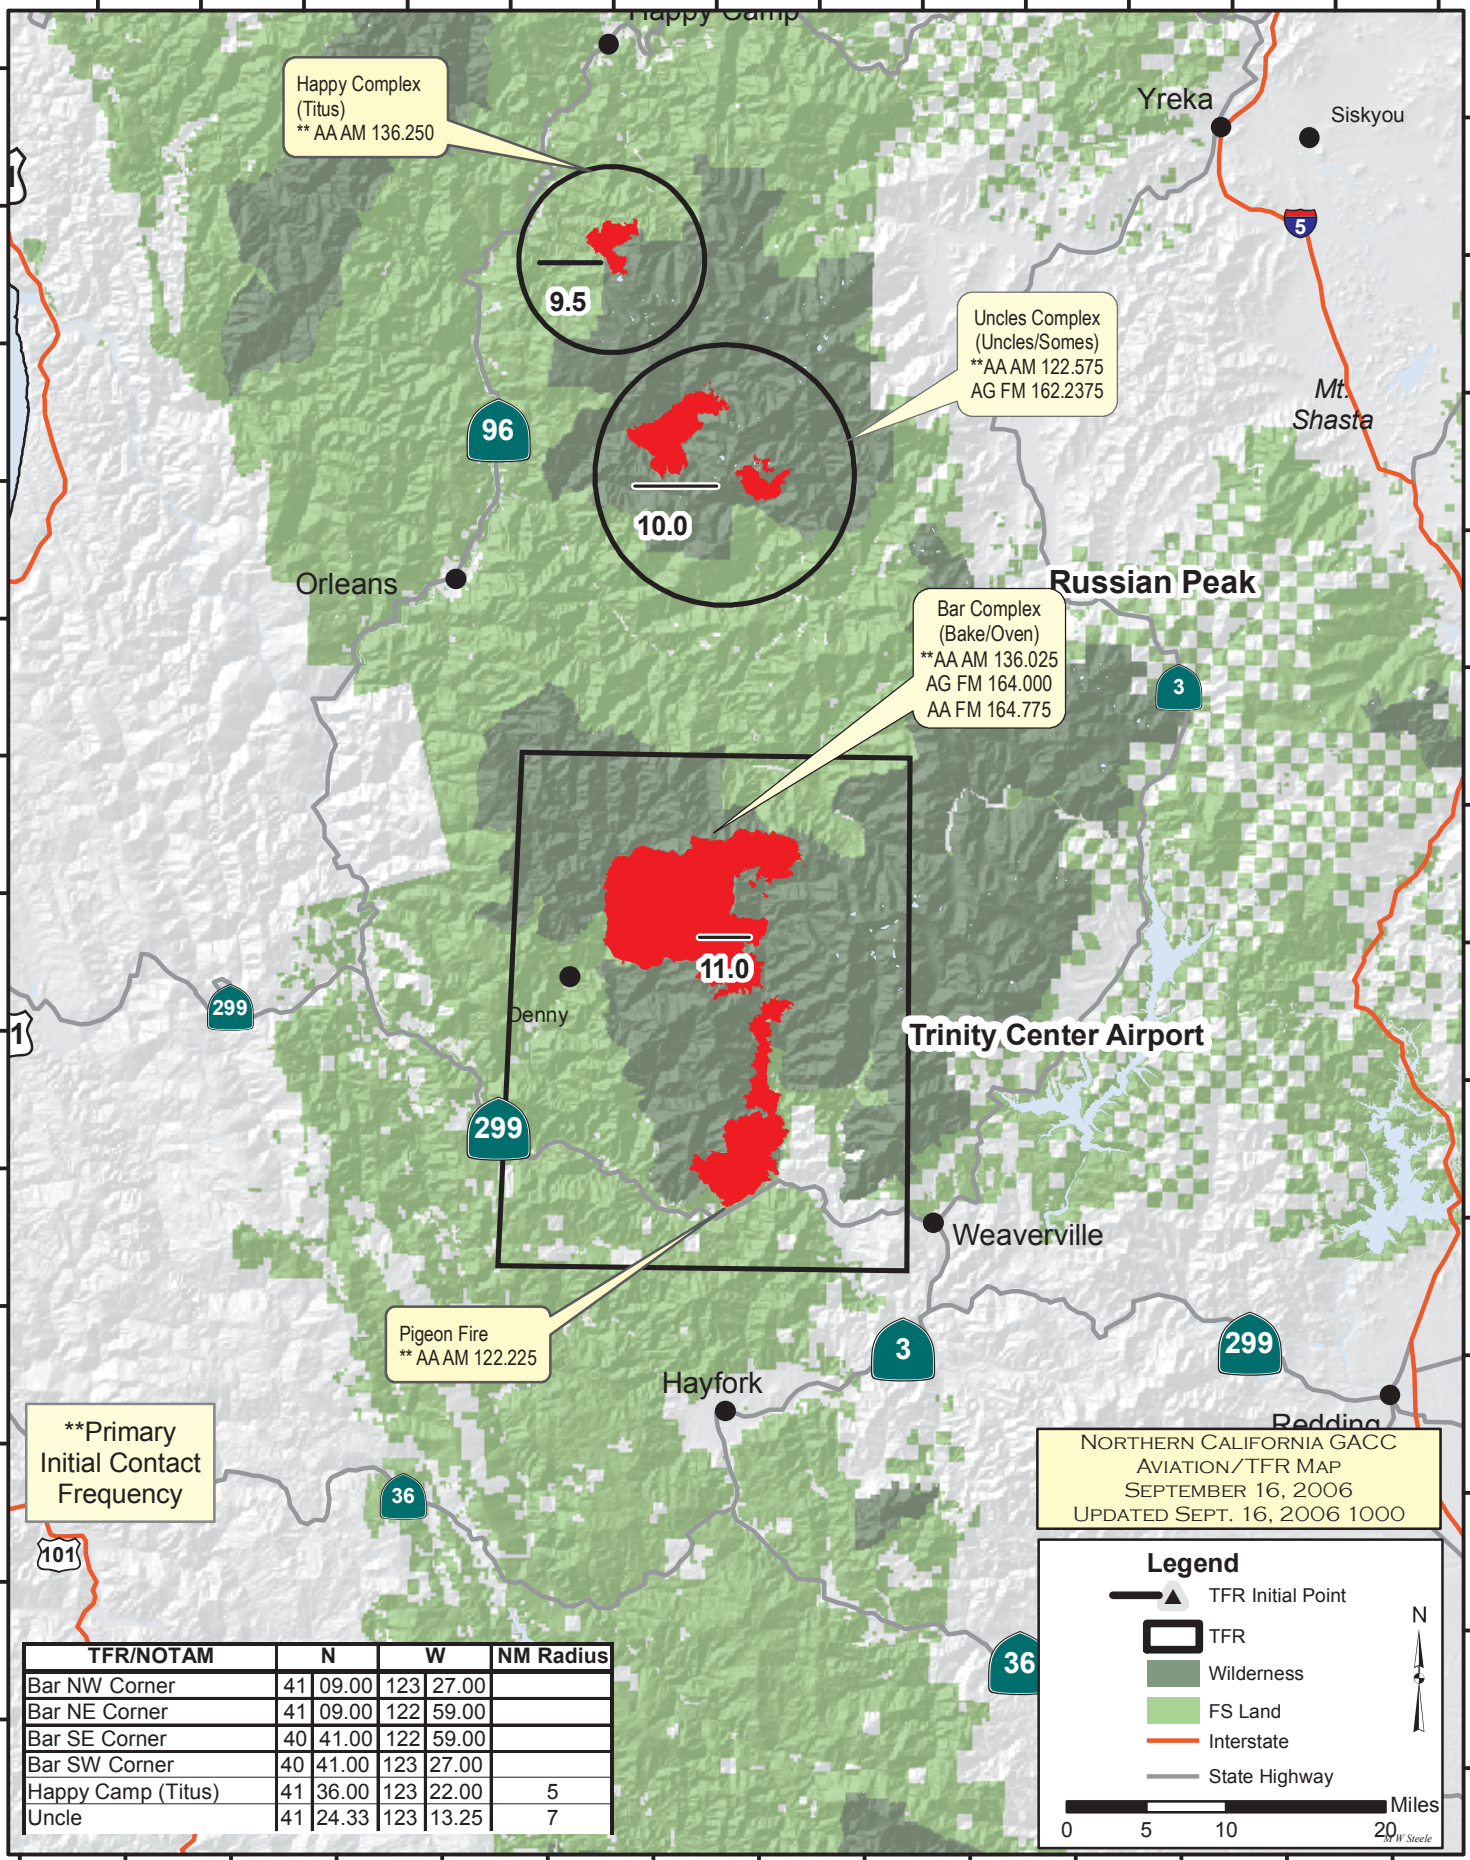 Happy Camp
Happy Complex
(Titus)
** AA AM 136.250
Yreka
Siskyou
5
9.5
Uncles Complex
(Uncles/Somes)
**AA AM 122.575
AG FM 162.2375
Mt.
Shasta
96
10.0
Orleans
Russian Peak
Bar Complex
(Bake/Oven)
**AA AM 136.025
AG FM 164.000
AA FM 164.775
3
11.0
Denny
299
1
Trinity Center Airport
299
Weaverville
Pigeon Fire
** AA AM 122.225
3
299
Hayfork
Redding
**Primary
Initial Contact
Frequency
36
101
NORTHERN CALIFORNIA GACC
AVIATION/TFR MAP
SEPTEMBER 16, 2006
UPDATED SEPT. 16, 2006 1000
Legend
TFR Initial Point
TFR
Wilderness
FS Land
Interstate
State Highway
N
Miles
0 5 10 20
M W Steele
36
TFR/NOTAM N W NM Radius
Bar NW Corner 41 09.00 123 27.00
Bar NE Corner 41 09.00 122 59.00
Bar SE Corner 40 41.00 122 59.00
Bar SW Corner 40 41.00 123 27.00
Happy Camp (Titus) 41 36.00 123 22.00 5
Uncle 41 24.33 123 13.25 7